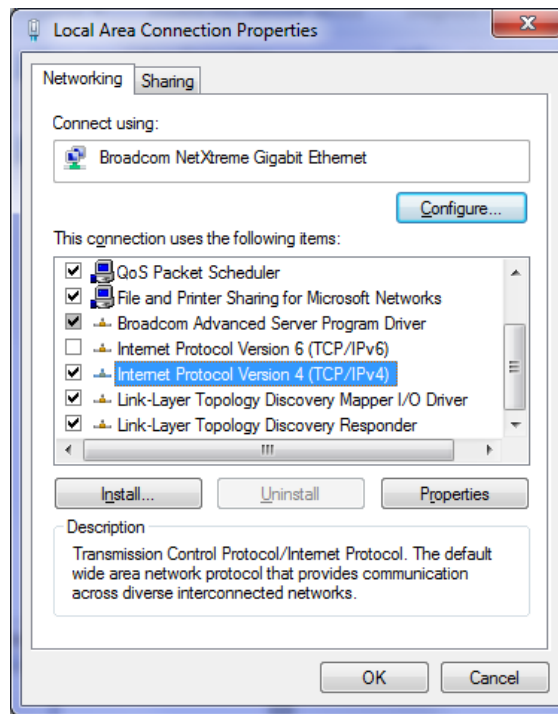 Local Area Connection Properties
Networking
Sharing
Connect using:
Broadcom NetXtreme Gigabit Ethernet
Configure...
This connection uses the following items:
QoS Packet Scheduler
File and Printer Sharing for Microsoft Networks
Broadcom Advanced Server Program Driver
Internet Protocol Version 6 (TCP/IPv6)
Internet Protocol Version 4 (TCP/IPv4)
Link-Layer Topology Discovery Mapper I/O Driver
Link-Layer Topology Discovery Responder
Install...
Uninstall
Properties
Description
Transmission Control Protocol/Internet Protocol. The default
wide area network protocol that provides communication
across diverse interconnected networks.
OK
Cancel